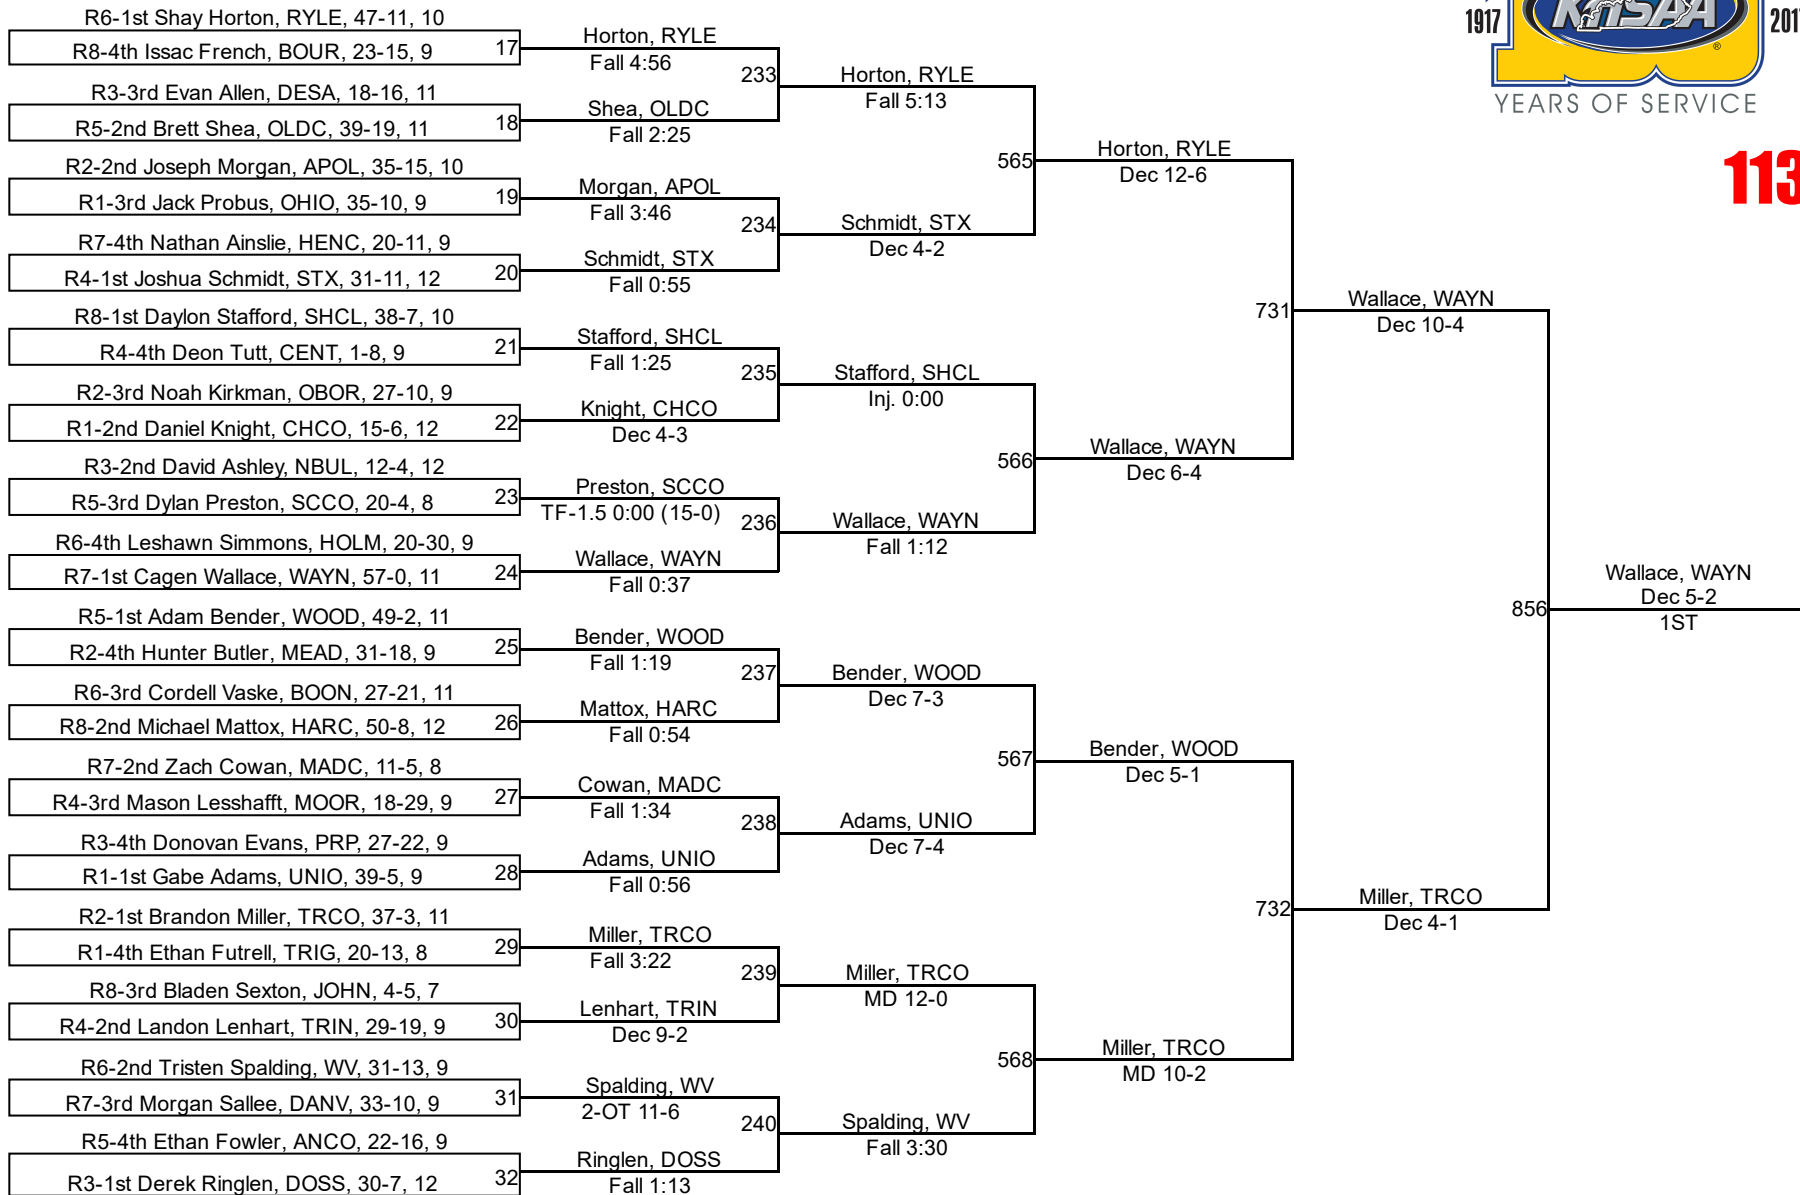 1917
KHSAA
®
201
YEARS OF SERVICE
113
R6-1st Shay Horton, RYLE, 47-11, 10
R8-4th Issac French, BOUR, 23-15, 9
17
R3-3rd Evan Allen, DESA, 18-16, 11
R5-2nd Brett Shea, OLDC, 39-19, 11
18
R2-2nd Joseph Morgan, APOL, 35-15, 10
R1-3rd Jack Probus, OHIO, 35-10, 9
19
R7-4th Nathan Ainslie, HENC, 20-11, 9
R4-1st Joshua Schmidt, STX, 31-11, 12
20
R8-1st Daylon Stafford, SHCL, 38-7, 10
R4-4th Deon Tutt, CENT, 1-8, 9
21
R2-3rd Noah Kirkman, OBOR, 27-10, 9
R1-2nd Daniel Knight, CHCO, 15-6, 12
22
R3-2nd David Ashley, NBUL, 12-4, 12
R5-3rd Dylan Preston, SCCO, 20-4, 8
23
R6-4th Leshawn Simmons, HOLM, 20-30, 9
R7-1st Cagen Wallace, WAYN, 57-0, 11
24
R5-1st Adam Bender, WOOD, 49-2, 11
R2-4th Hunter Butler, MEAD, 31-18, 9
25
R6-3rd Cordell Vaske, BOON, 27-21, 11
R8-2nd Michael Mattox, HARC, 50-8, 12
26
R7-2nd Zach Cowan, MADC, 11-5, 8
R4-3rd Mason Lesshafft, MOOR, 18-29, 9
27
R3-4th Donovan Evans, PRP, 27-22, 9
R1-1st Gabe Adams, UNIO, 39-5, 9
28
R2-1st Brandon Miller, TRCO, 37-3, 11
R1-4th Ethan Futrell, TRIG, 20-13, 8
29
R8-3rd Bladen Sexton, JOHN, 4-5, 7
R4-2nd Landon Lenhart, TRIN, 29-19, 9
30
R6-2nd Tristen Spalding, WV, 31-13, 9
R7-3rd Morgan Sallee, DANV, 33-10, 9
31
R5-4th Ethan Fowler, ANCO, 22-16, 9
R3-1st Derek Ringlen, DOSS, 30-7, 12
32
Horton, RYLE
Fall 4:56
233
Shea, OLDC
Fall 2:25
Morgan, APOL
Fall 3:46
234
Schmidt, STX
Fall 0:55
Stafford, SHCL
Fall 1:25
235
Knight, CHCO
Dec 4-3
Preston, SCCO
TF-1.5 0:00 (15-0)
236
Wallace, WAYN
Fall 0:37
Bender, WOOD
Fall 1:19
237
Mattox, HARC
Fall 0:54
Cowan, MADC
Fall 1:34
238
Adams, UNIO
Fall 0:56
Miller, TRCO
Fall 3:22
239
Lenhart, TRIN
Dec 9-2
Spalding, WV
2-OT 11-6
240
Ringlen, DOSS
Fall 1:13
Horton, RYLE
Fall 5:13
565
Schmidt, STX
Dec 4-2
Stafford, SHCL
Inj. 0:00
566
Wallace, WAYN
Fall 1:12
Bender, WOOD
Dec 7-3
567
Adams, UNIO
Dec 7-4
Miller, TRCO
MD 12-0
568
Spalding, WV
Fall 3:30
Horton, RYLE
Dec 12-6
731
Wallace, WAYN
Dec 6-4
Bender, WOOD
Dec 5-1
732
Miller, TRCO
MD 10-2
Wallace, WAYN
Dec 10-4
856
Miller, TRCO
Dec 4-1
Wallace, WAYN
Dec 5-2
1ST